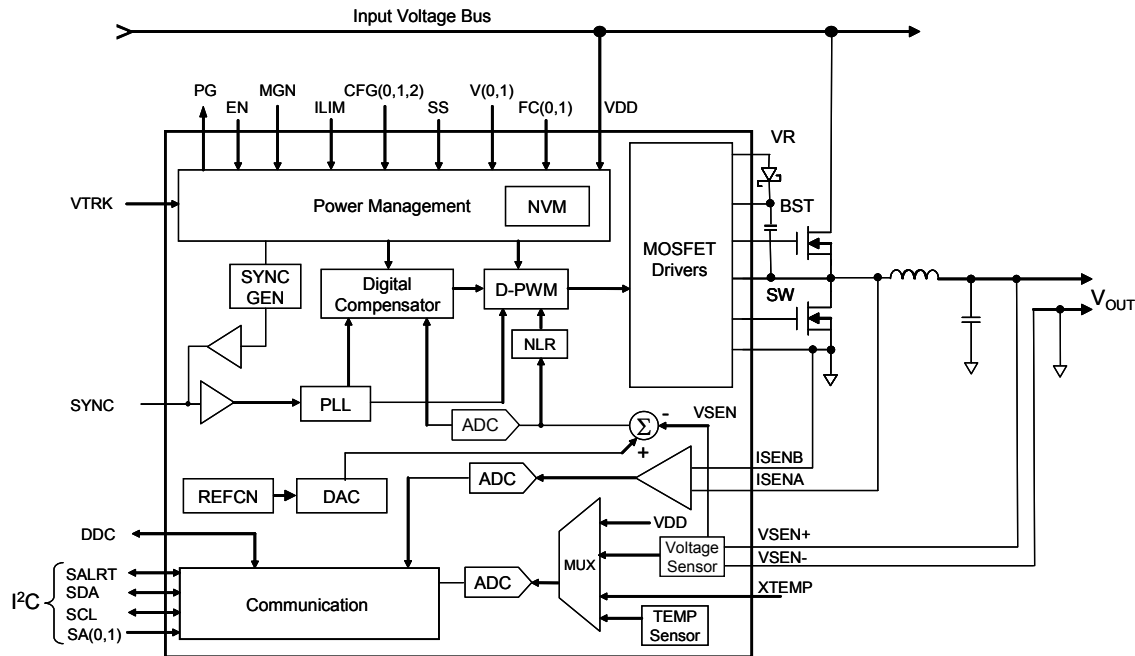 Input Voltage Bus
PG
EN
MGN
ILIM
CFG(0,1,2)
SS
V(0,1)
FC(0,1)
VDD
VR
VTRK
Power Management
NVM
BST
MOSFET
Drivers
SYNC
GEN
Digital
Compensator
D-PWM
SW
VOUT
NLR
SYNC
PLL
ADC
Σ
-
+
VSEN
ISENB
ISENA
REFCN
DAC
ADC
DDC
VDD
MUX
Voltage
Sensor
VSEN+
VSEN-
I²C
SALRT
SDA
SCL
SA(0,1)
Communication
ADC
XTEMP
TEMP
Sensor